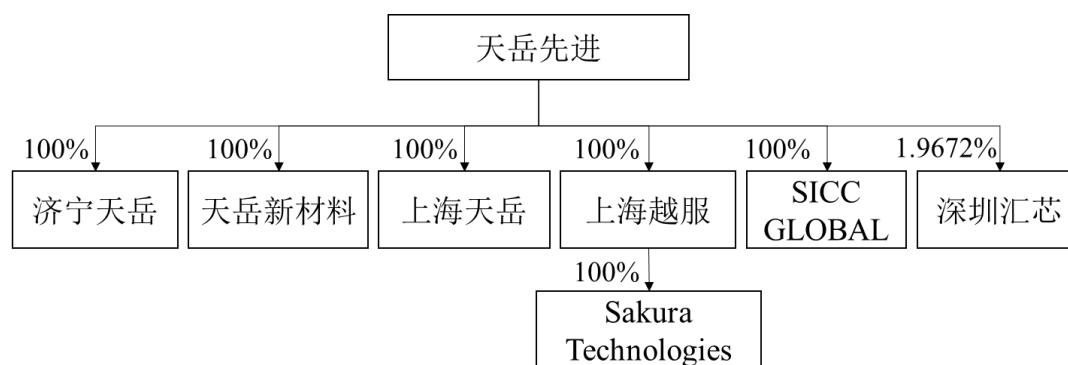 天岳先进
100%
100%
100%
100%
100%
1.9672%
济宁天岳
天岳新材料
上海天岳
上海越服
SICC
GLOBAL
深圳汇芯
100%
Sakura
Technologies